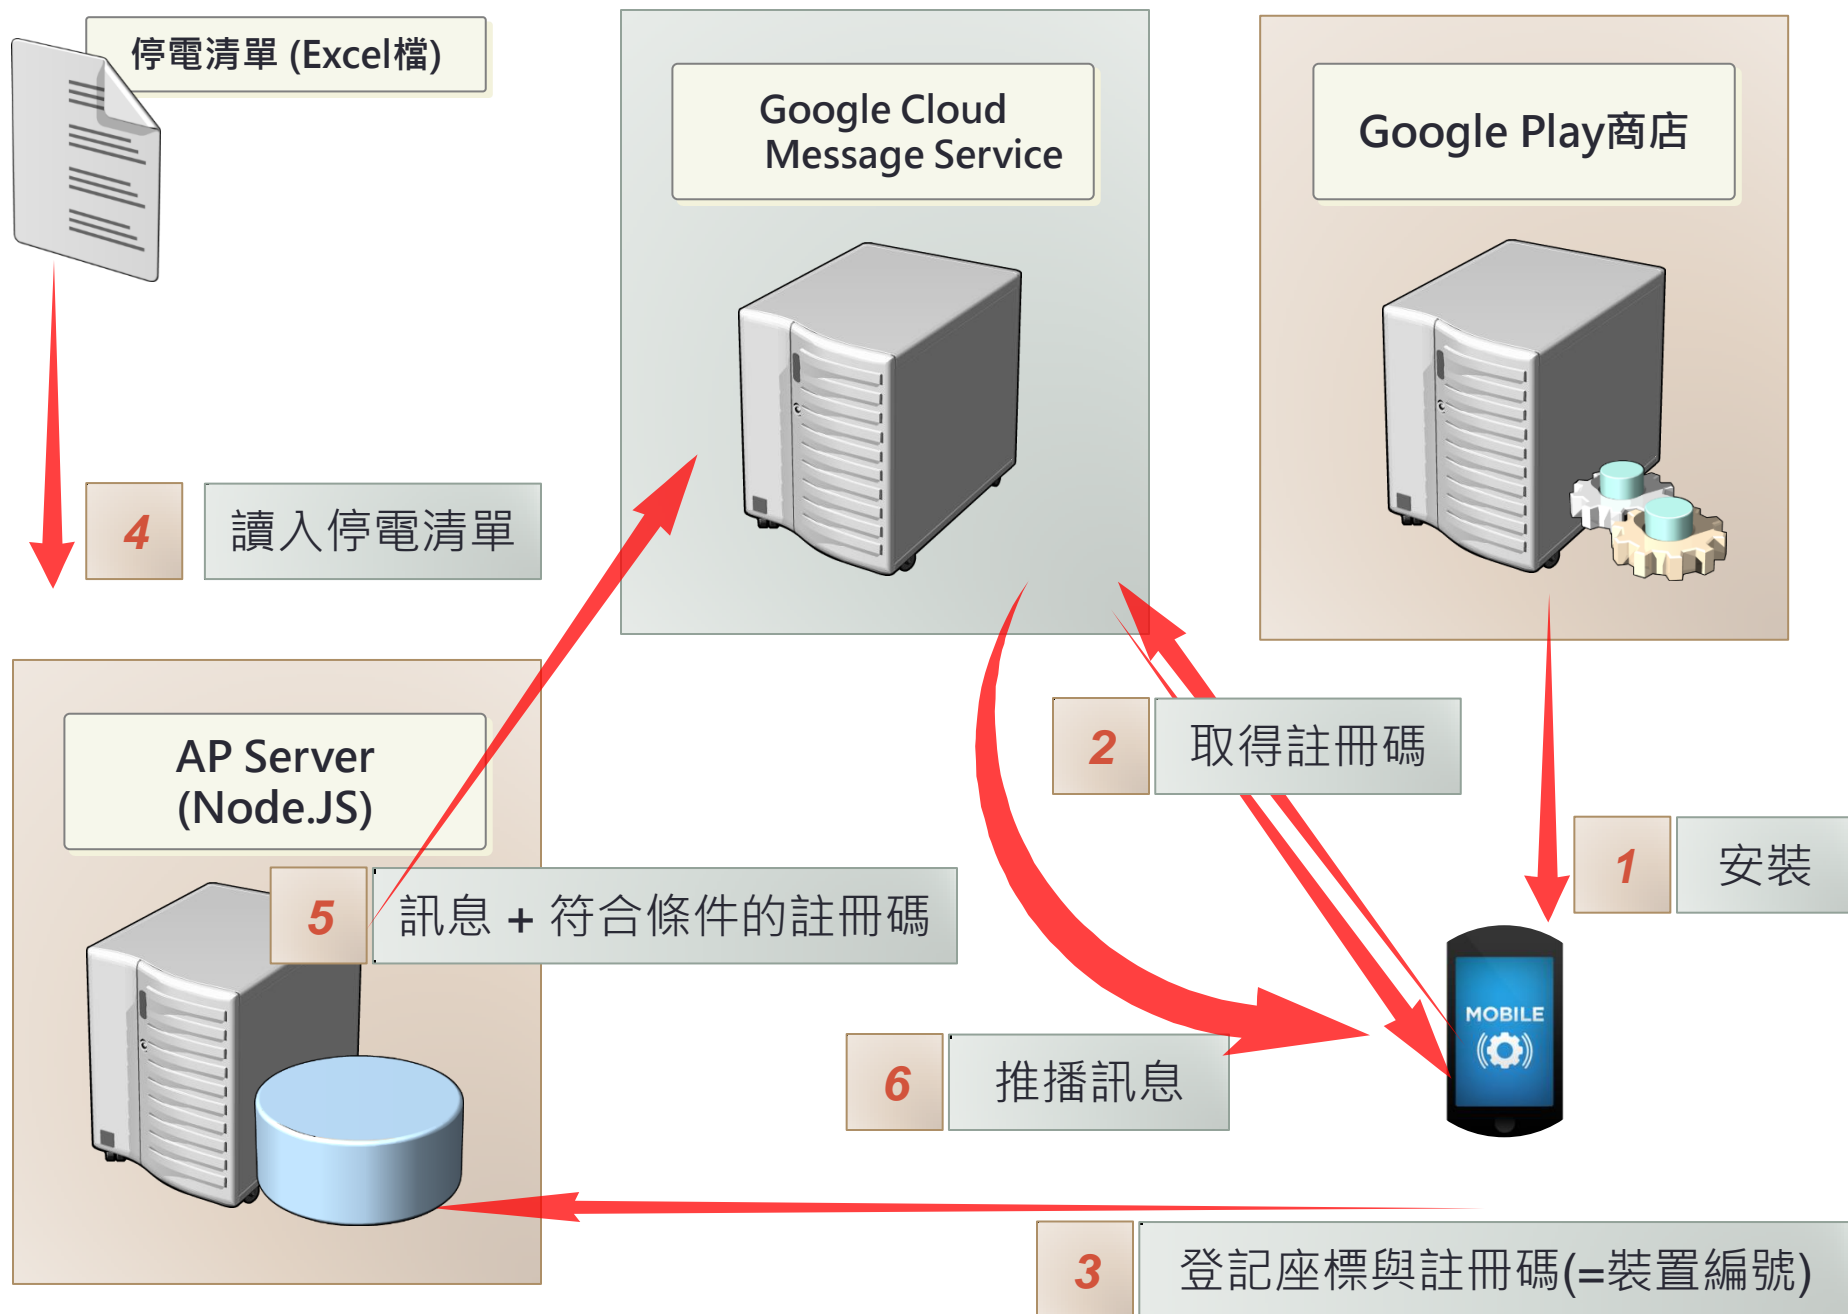 停電清單 (Excel檔)
Google Cloud
Message Service
Google Play商店
4
讀入停電清單
AP Server
(Node.JS)
2
取得註冊碼
1
安裝
5
訊息 + 符合條件的註冊碼
MOBILE
6
推播訊息
3
登記座標與註冊碼(=裝置編號)